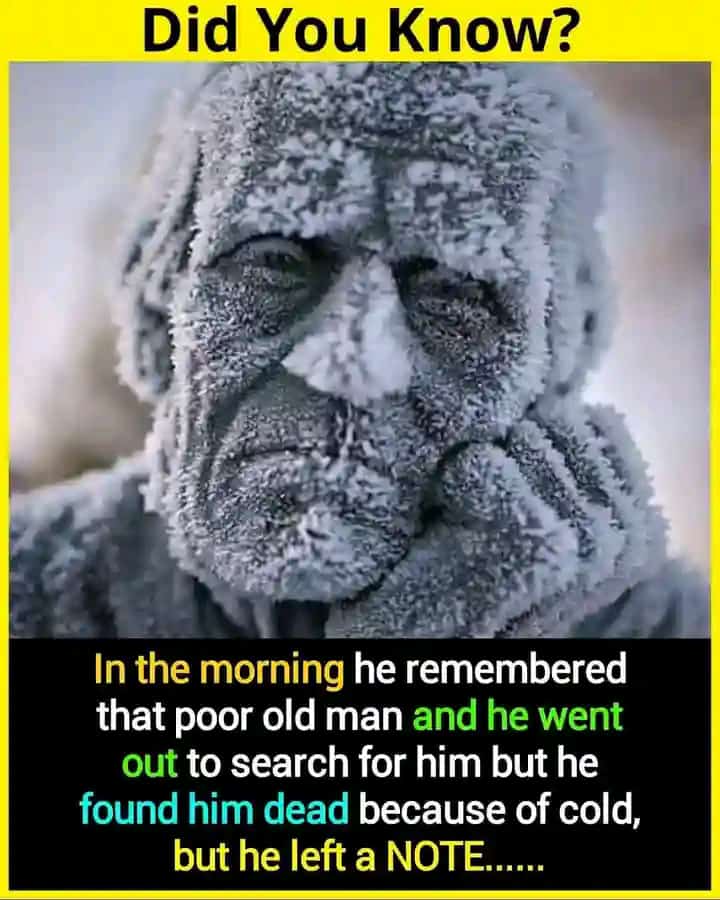 Did You Know?
In the morning he remembered
that poor old man and he went
out to search for him but he
found him dead because of cold,
but he left a NOTE......